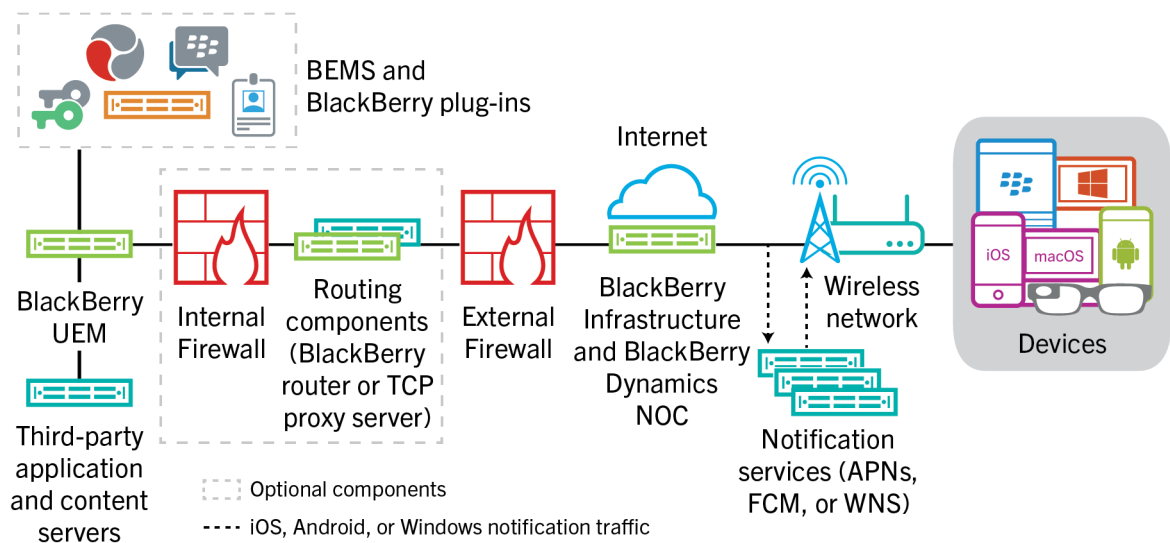 BEMS and
BlackBerry plug-ins
Internet
BlackBerry
UEM
Internal
Firewall
Routing
components
(BlackBerry
router or TCP
proxy server)
External
Firewall
BlackBerry
Infrastructure
and BlackBerry
Dynamics
NOC
Wireless
network
iOS
macOS
Devices
Third-party
application
and content
servers
Notification
services (APNs,
FCM, or WNS)
Optional components
iOS, Android, or Windows notification traffic